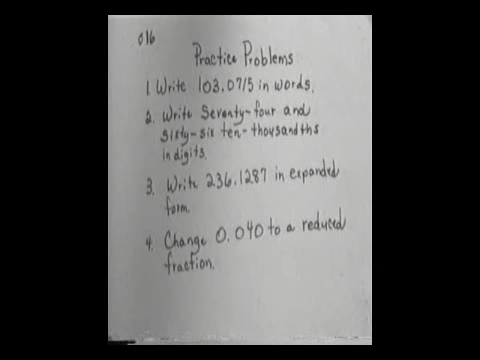 016
Practice Problems
1. Write 103.0715 in words.
2. Write Seventy-four and
sixty-six ten-thousandths
in digits.
3. Write 236.1287 in expanded
form.
4. Change 0.040 to a reduced
fraction.